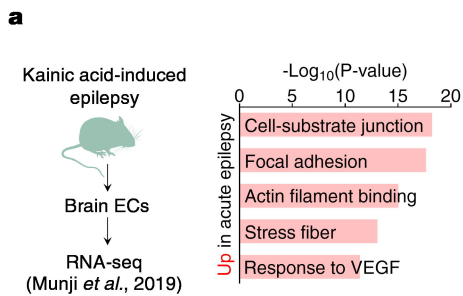 a
Kainic acid-induced
epilepsy
Brain ECs
RNA-seq
(Munji et al., 2019)
-Log10(P-value)
0 5 10 15 20
Up in acute epilepsy
Cell-substrate junction
Focal adhesion
Actin filament binding
Stress fiber
Response to VEGF